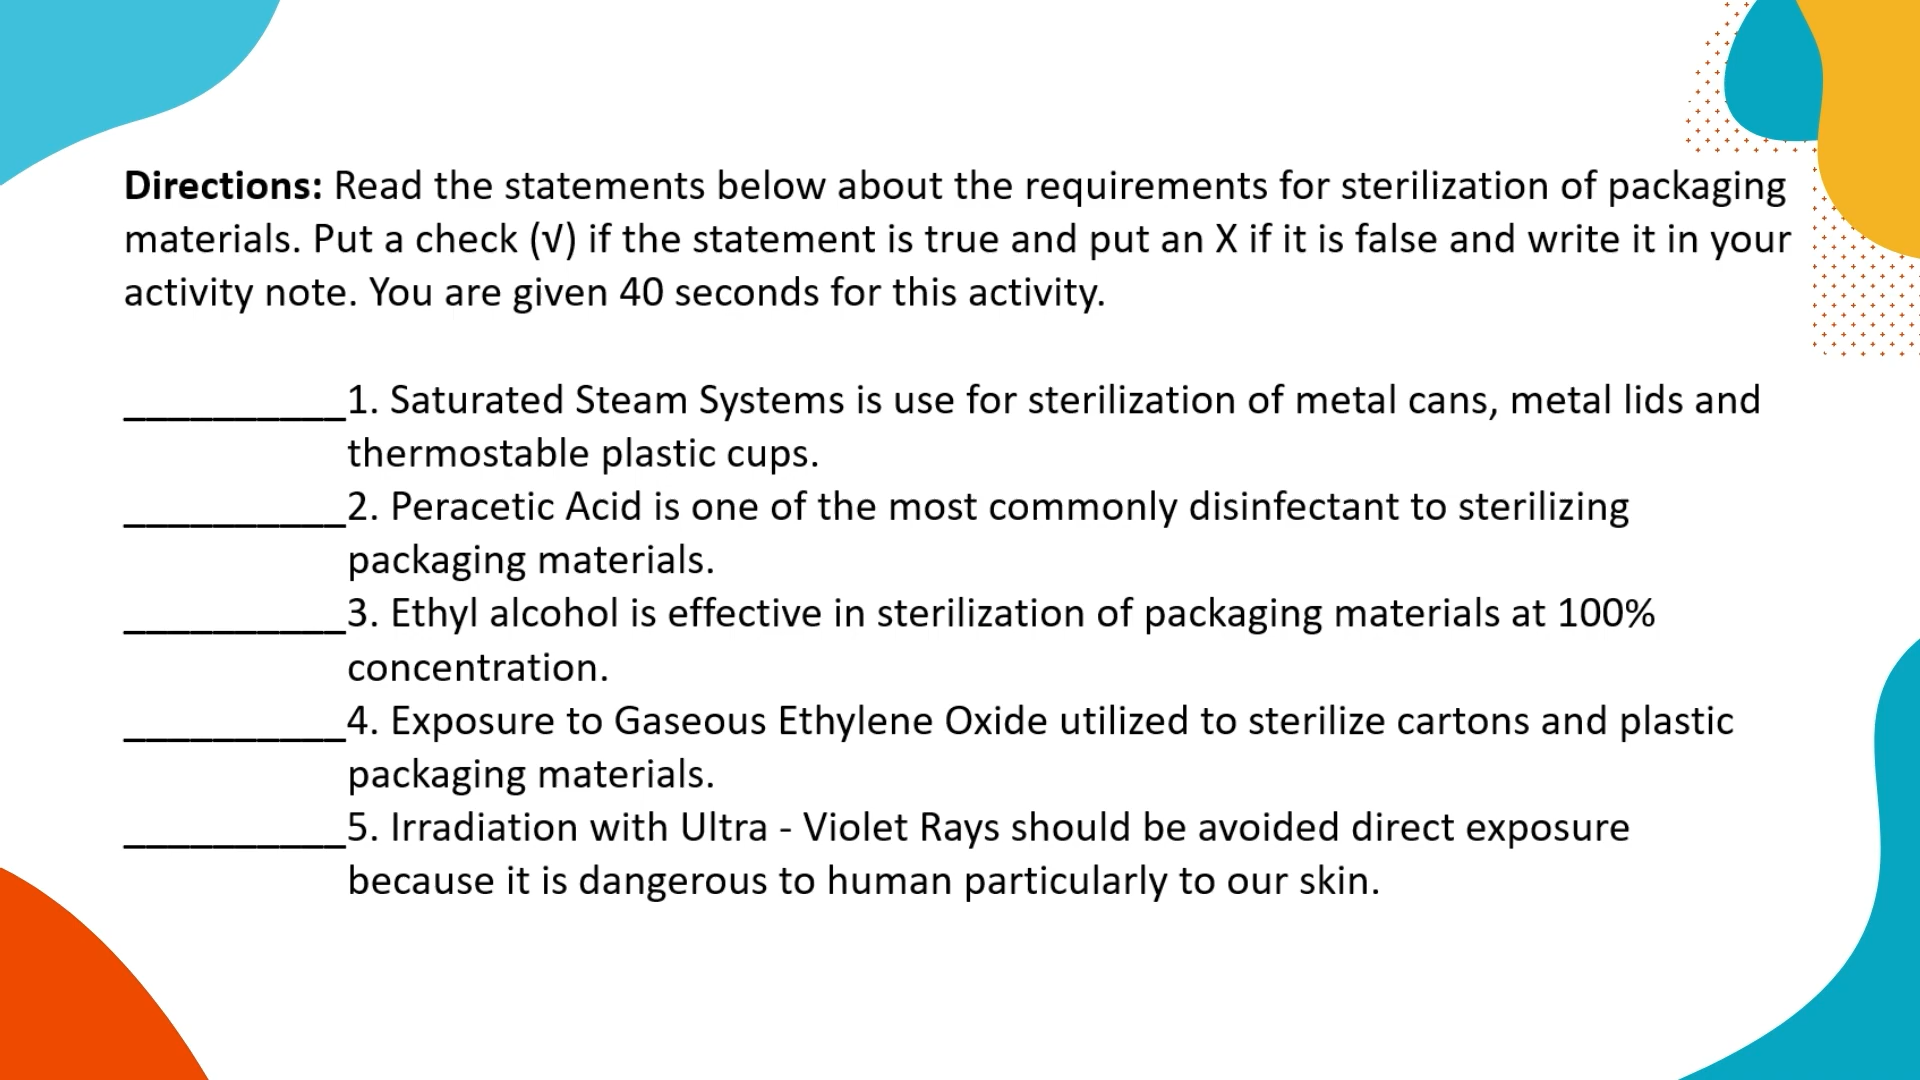 Directions: Read the statements below about the requirements for sterilization of packaging
materials. Put a check (√) if the statement is true and put an X if it is false and write it in your
activity note. You are given 40 seconds for this activity.
__________1. Saturated Steam Systems is use for sterilization of metal cans, metal lids and
thermostable plastic cups.
__________2. Peracetic Acid is one of the most commonly disinfectant to sterilizing
packaging materials.
__________3. Ethyl alcohol is effective in sterilization of packaging materials at 100%
concentration.
__________4. Exposure to Gaseous Ethylene Oxide utilized to sterilize cartons and plastic
packaging materials.
__________5. Irradiation with Ultra - Violet Rays should be avoided direct exposure
because it is dangerous to human particularly to our skin.